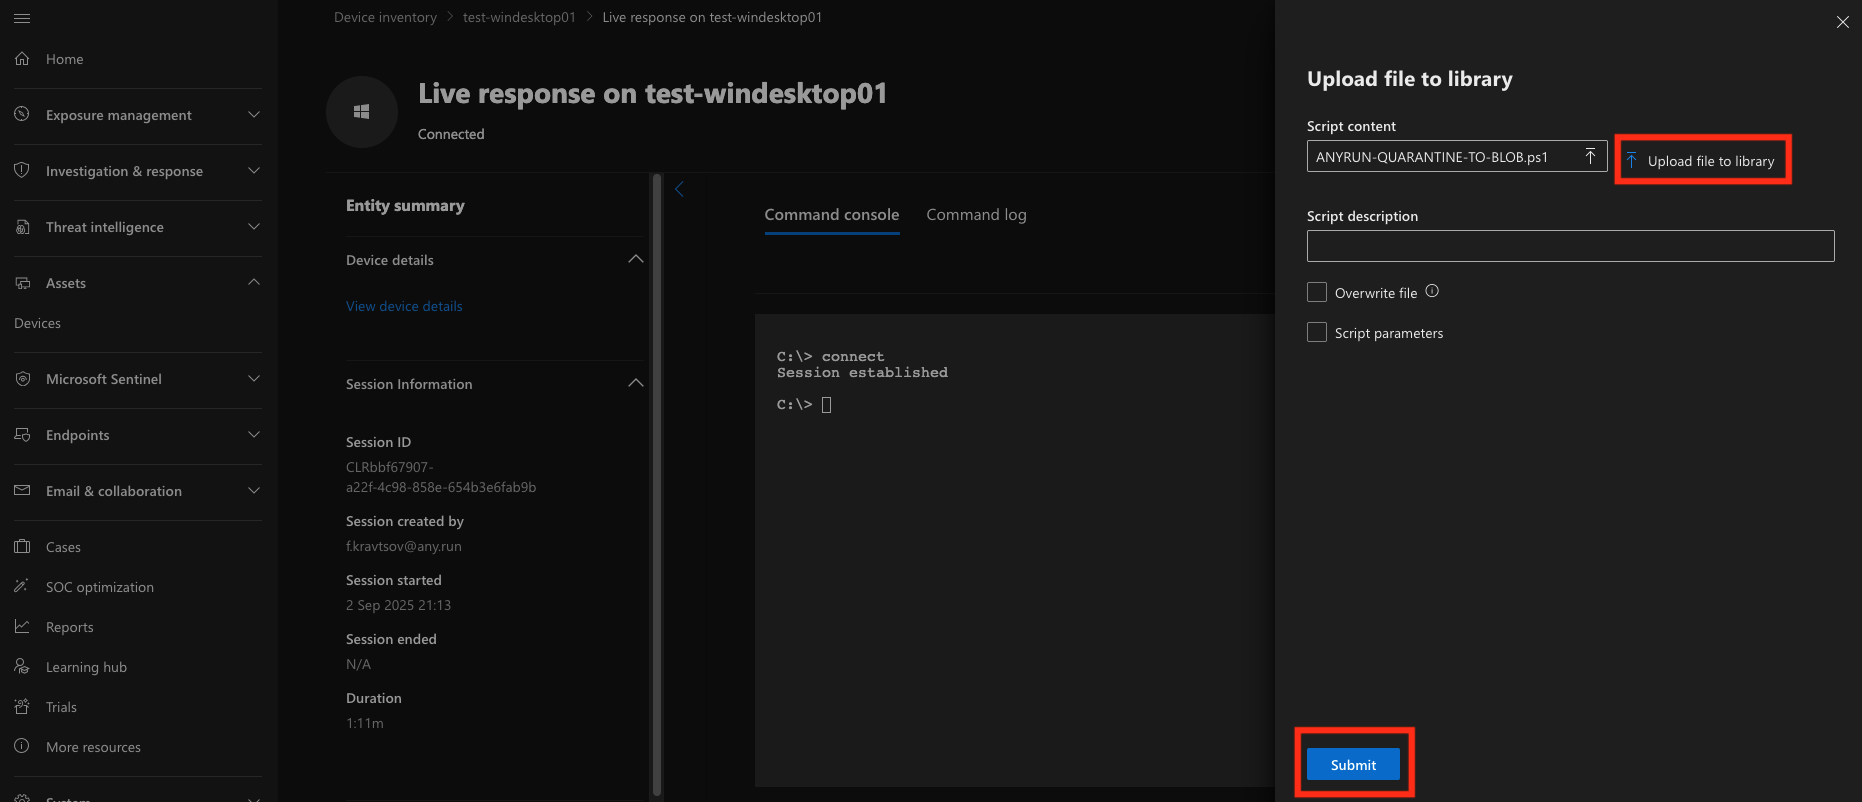 Home
Exposure management
Investigation & response
Threat intelligence
Assets
Devices
Microsoft Sentinel
Endpoints
Email & collaboration
Cases
SOC optimization
Reports
Learning hub
Trials
More resources
System
Device inventory > test-windesktop01 > Live response on test-windesktop01
Live response on test-windesktop01
Connected
Entity summary
Device details
View device details
Session Information
Session ID
CLRbbf67907-
a22f-4c98-858e-654b3e6fab9b
Session created by
f.kravtsov@any.run
Session started
2 Sep 2025 21:13
Session ended
N/A
Duration
1:11m
Command console Command log
C:\> connect
Session established
C:\>
Upload file to library
Script content
ANYRUN-QUARANTINE-TO-BLOB.ps1 Upload file to library
Script description
Overwrite file
Script parameters
Submit